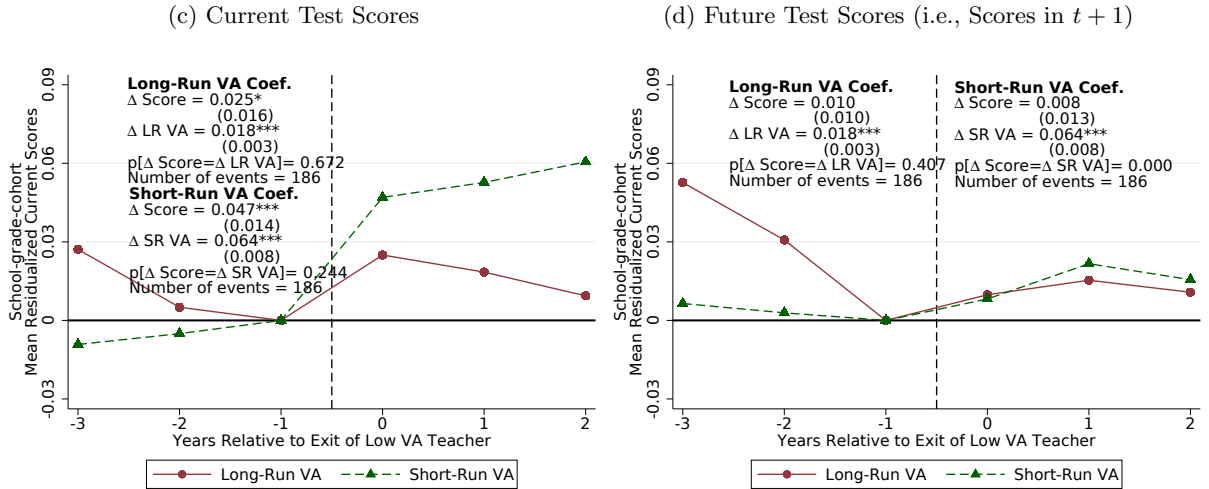 (c) Current Test Scores
0.09
0.06
0.03
0
-0.03
School-grade-cohort
Mean Residualized Current Scores
Long-Run VA Coef.
Δ Score = 0.025*
(0.016)
Δ LR VA = 0.018***
(0.003)
p[Δ Score=Δ LR VA]= 0.672
Number of events = 186
Short-Run VA Coef.
Δ Score = 0.047***
(0.014)
Δ SR VA = 0.064***
(0.008)
p[Δ Score=Δ SR VA]= 0.244
Number of events = 186
-3 -2 -1 0 1 2
Years Relative to Exit of Low VA Teacher
Long-Run VA Short-Run VA
(d) Future Test Scores (i.e., Scores in t + 1)
0.09
0.06
0.03
0
-0.03
School-grade-cohort
Mean Residualized Current Scores
Long-Run VA Coef.
Δ Score = 0.010
(0.010)
Δ LR VA = 0.018***
(0.003)
p[Δ Score=Δ LR VA]= 0.407
Number of events = 186
Short-Run VA Coef.
Δ Score = 0.008
(0.013)
Δ SR VA = 0.064***
(0.008)
p[Δ Score=Δ SR VA]= 0.000
Number of events = 186
-3 -2 -1 0 1 2
Years Relative to Exit of Low VA Teacher
Long-Run VA Short-Run VA